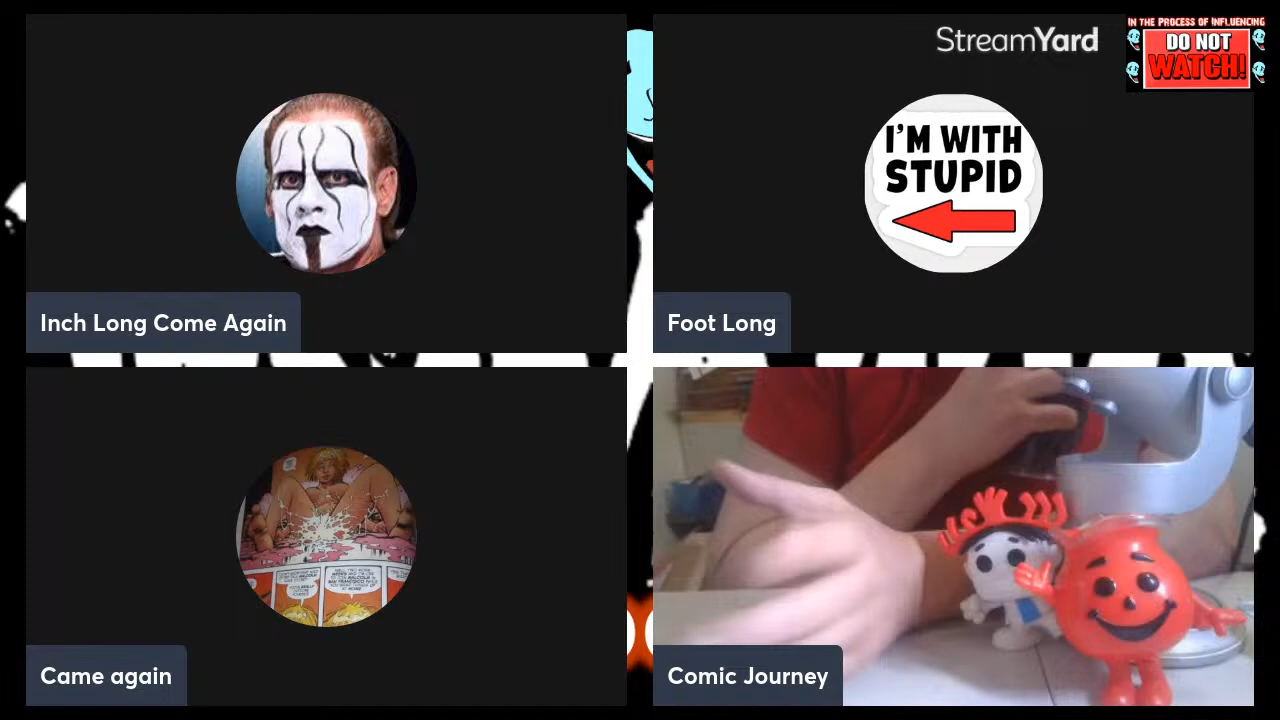 IN THE PROCESS OF INFLUENCING
DO NOT
WATCH!
StreamYard
I'M WITH
STUPID
Inch Long Come Again
Foot Long
Came again
Comic Journey